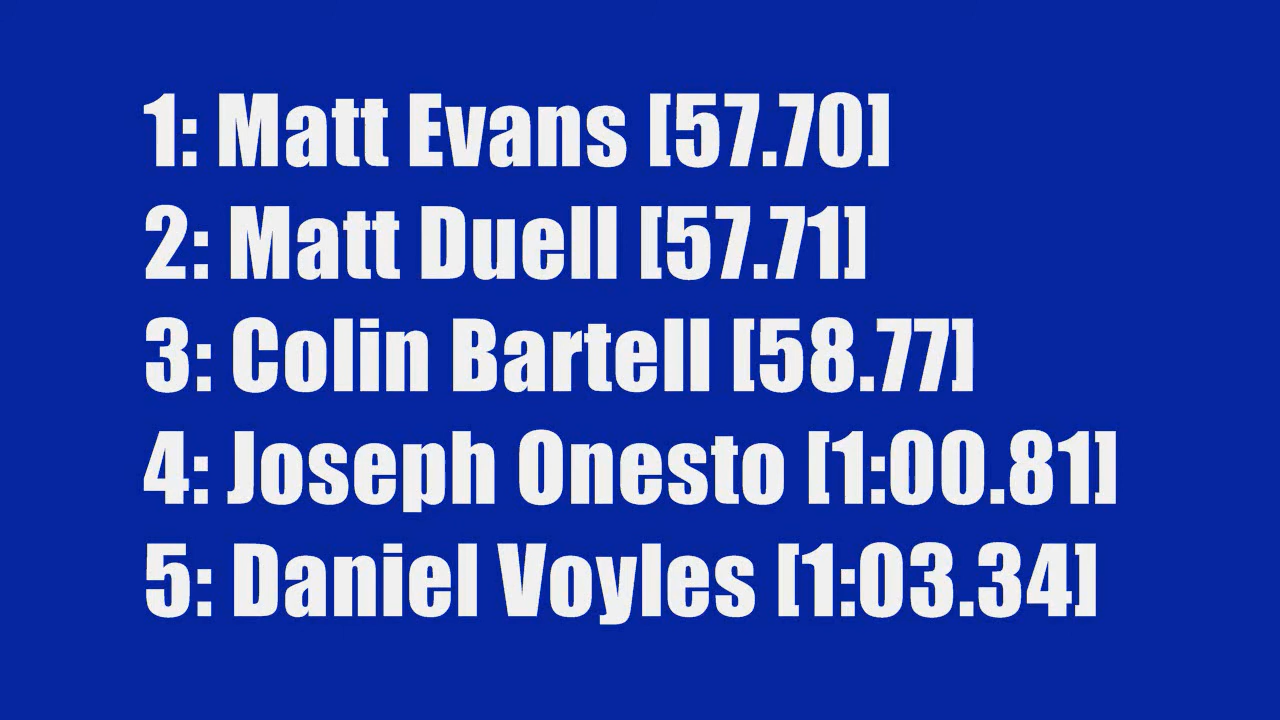 1: Matt Evans [57.70]
2: Matt Duell [57.71]
3: Colin Bartell [58.77]
4: Joseph Onesto [1:00.81]
5: Daniel Voyles [1:03.34]